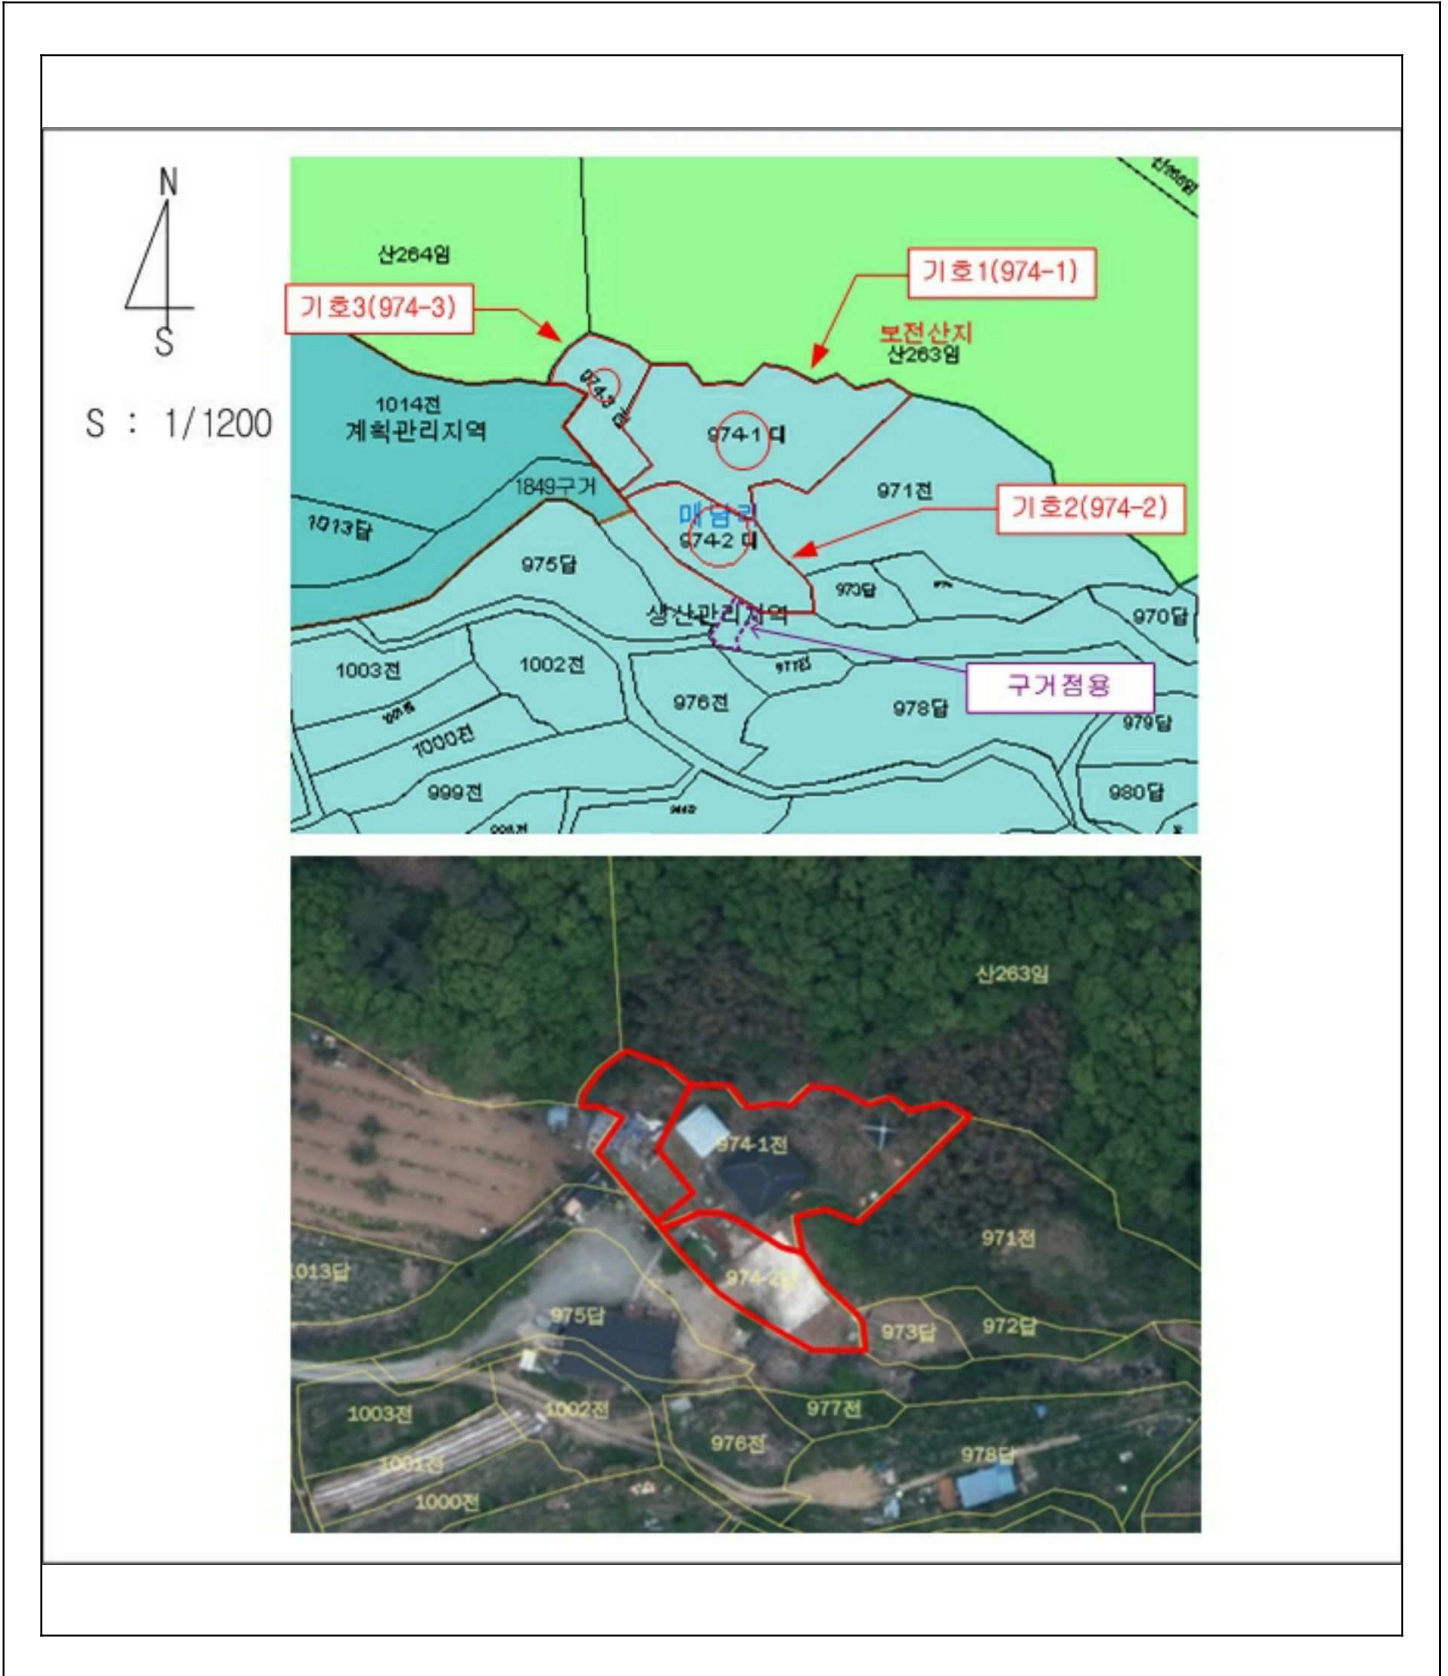 N
S
S : 1/1200
산264임
산266임
기호1(974-1)
기호3(974-3)
보전산지
산263임
1014전
계획관리지역
974-1 대
971전
1849구거
기호2(974-2)
매담리
974-2 대
1013답
975답
973답
생산관리지역
970답
1003전
1002전
977전
구거점용
976전
978답
979답
1000전
999전
980답
산263임
974-1전
971전
1013답
974-2답
975답
973답
972답
1003전
1002전
977전
976전
978답
1001전
1000전